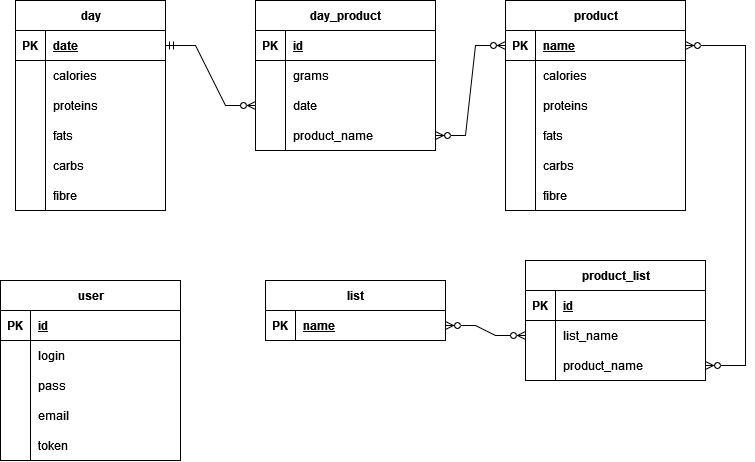 day
PK date
calories
proteins
fats
carbs
fibre
day_product
PK id
grams
date
product_name
product
PK name
calories
proteins
fats
carbs
fibre
user
PK id
login
pass
email
token
list
PK name
product_list
PK id
list_name
product_name